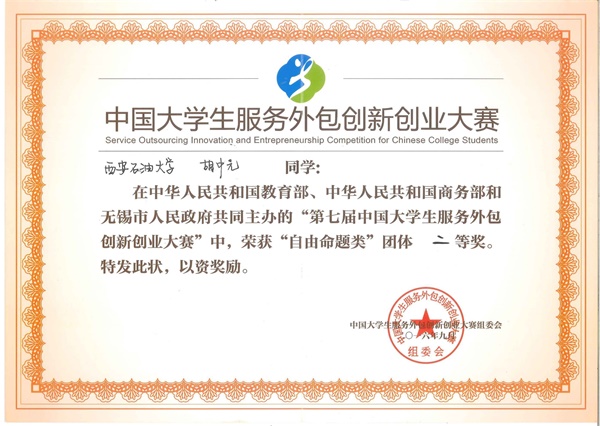 中国大学生服务外包创新创业大赛
Service Outsourcing Innovation and Entrepreneurship Competition for Chinese College Students
西安石油大学 胡中元 同学：
在中华人民共和国教育部、中华人民共和国商务部和
无锡市人民政府共同主办的“第七届中国大学生服务外包
创新创业大赛”中，荣获“自由命题类”团体 二 等奖。
特发此状，以资奖励。
中国大学生服务外包创新创业大赛组委会
二〇一六年九月
中国大学生服务外包创新创业大赛
组委会